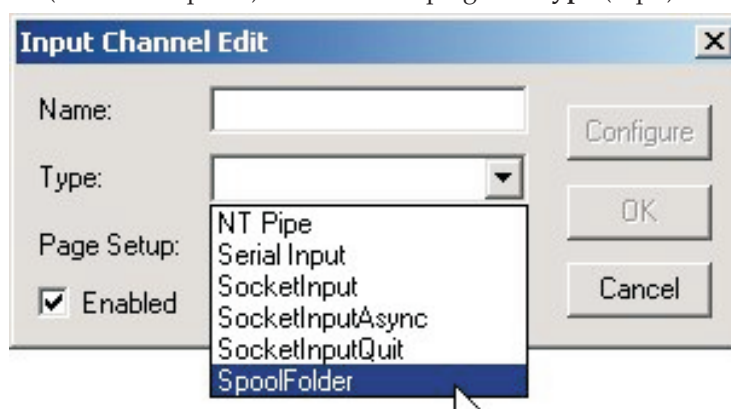 Input Channel Edit
Name:
Configure
Type:
OK
NT Pipe
Page Setup:
Serial Input
SocketInput
Enabled
Cancel
SocketInputAsync
SocketInputQuit
SpoolFolder